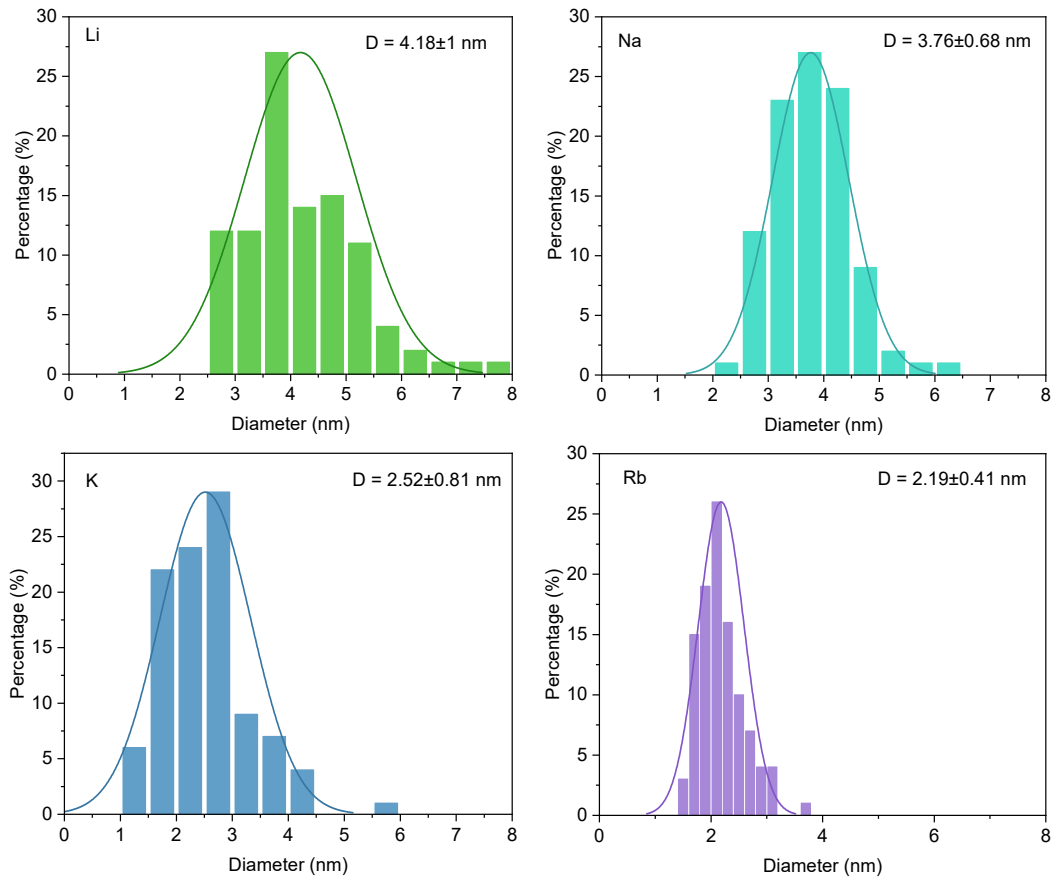 Li
D = 4.18±1 nm
Percentage (%)
30
25
20
15
10
5
0
0 1 2 3 4 5 6 7 8
Diameter (nm)
Na
D = 3.76±0.68 nm
Percentage (%)
30
25
20
15
10
5
0
0 1 2 3 4 5 6 7 8
Diameter (nm)
K
D = 2.52±0.81 nm
Percentage (%)
30
25
20
15
10
5
0
0 1 2 3 4 5 6 7 8
Diameter (nm)
Rb
D = 2.19±0.41 nm
Percentage (%)
30
25
20
15
10
5
0
0 2 4 6 8
Diameter (nm)